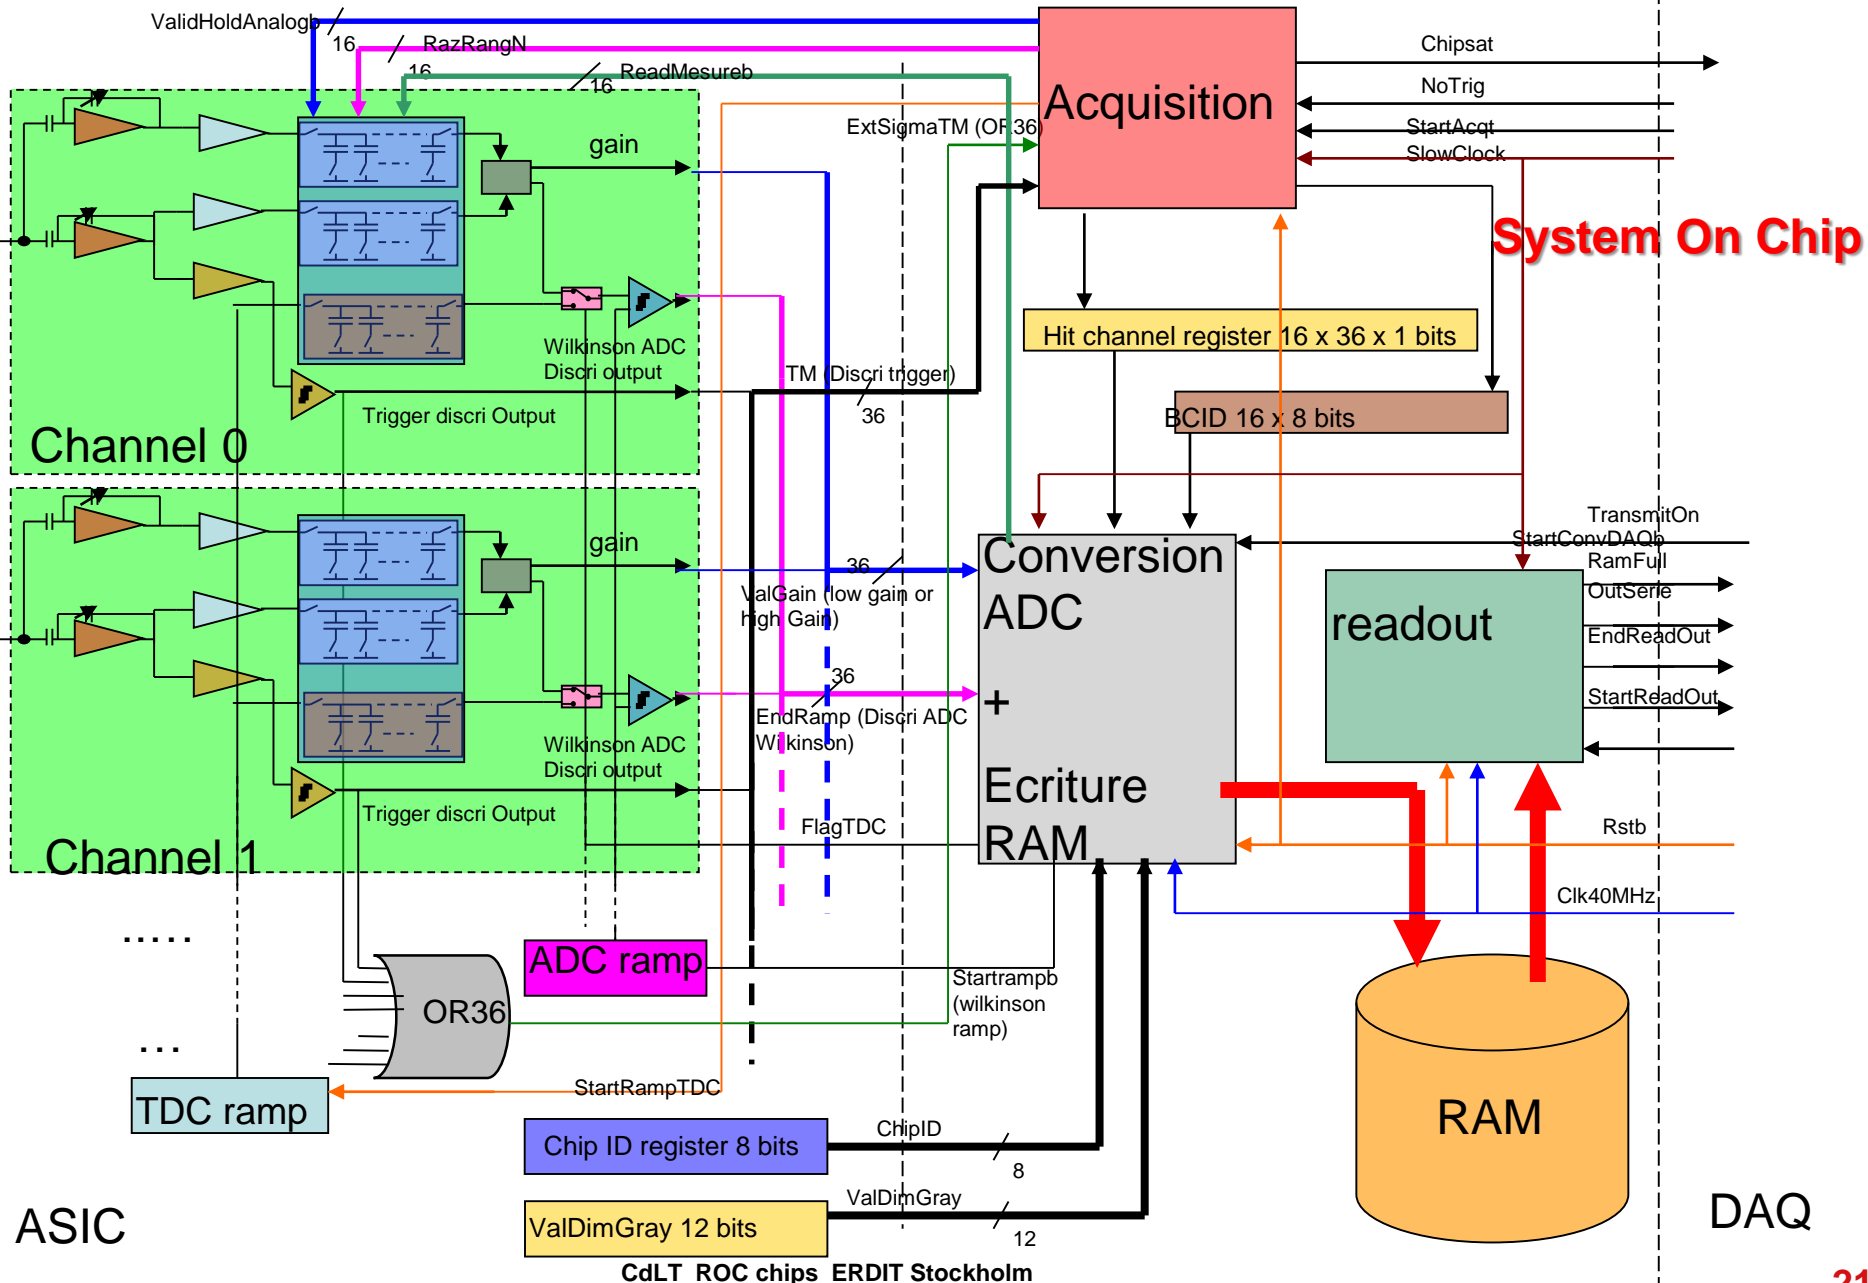 ValidHoldAnalogb
16
RazRangN
16
ReadMesureb
16
Acquisition
Chipsat
NoTrig
StartAcqt
SlowClock
ExtSigmaTM (OR36)
gain
System On Chip
Hit channel register 16 x 36 x 1 bits
Wilkinson ADC
Discri output
TM (Discri trigger)
36
BCID 16 x 8 bits
Trigger discri Output
Channel 0
gain
Conversion
ADC
+
Ecriture
RAM
TransmitOn
StartConvDAQb
RamFull
OutSerie
EndReadOut
StartReadOut
readout
36
ValGain (low gain or
high Gain)
36
EndRamp (Discri ADC
Wilkinson)
Wilkinson ADC
Discri output
Trigger discri Output
Channel 1
FlagTDC
Rstb
Clk40MHz
.....
ADC ramp
Startrampb
(wilkinson
ramp)
OR36
...
StartRampTDC
TDC ramp
RAM
Chip ID register 8 bits
ChipID
8
ValDimGray 12 bits
ValDimGray
12
ASIC
DAQ
CdLT ROC chips ERDIT Stockholm
21